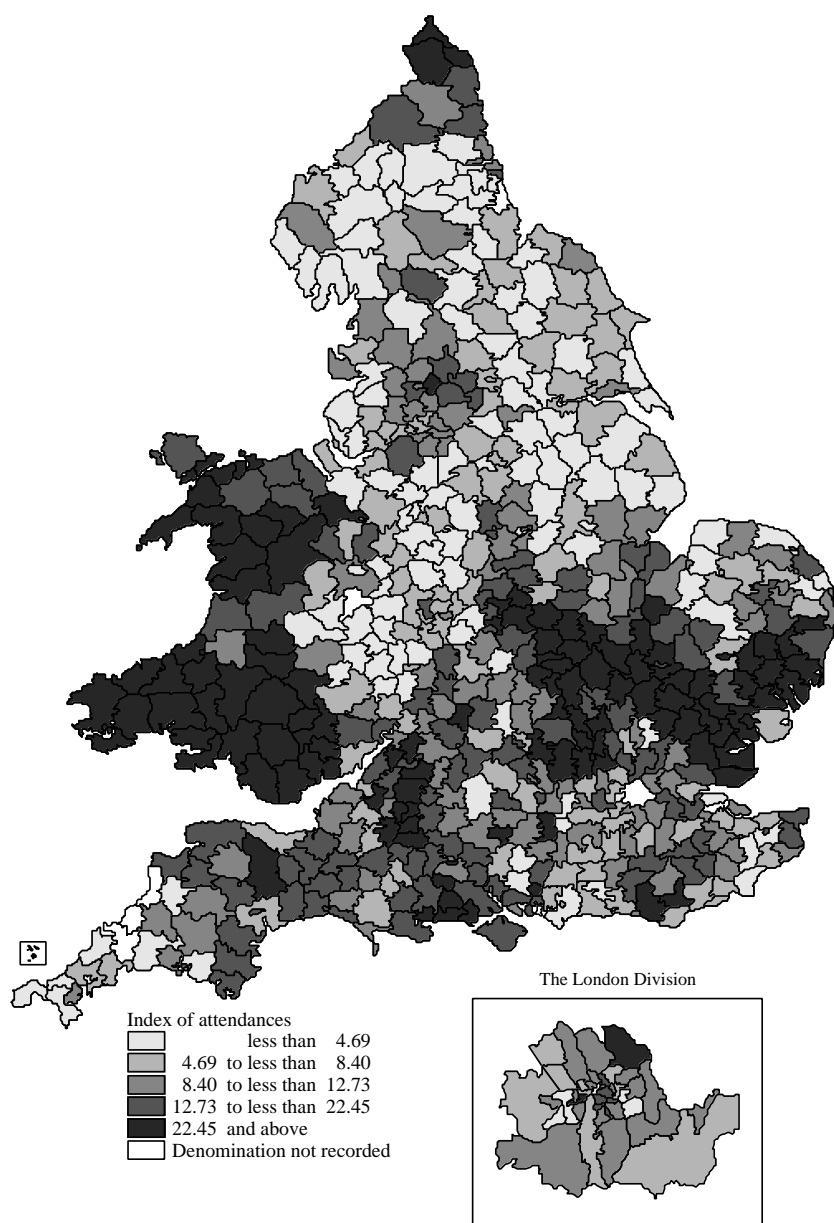 The London Division
Index of attendances
less than 4.69
4.69 to less than 8.40
8.40 to less than 12.73
12.73 to less than 22.45
22.45 and above
Denomination not recorded